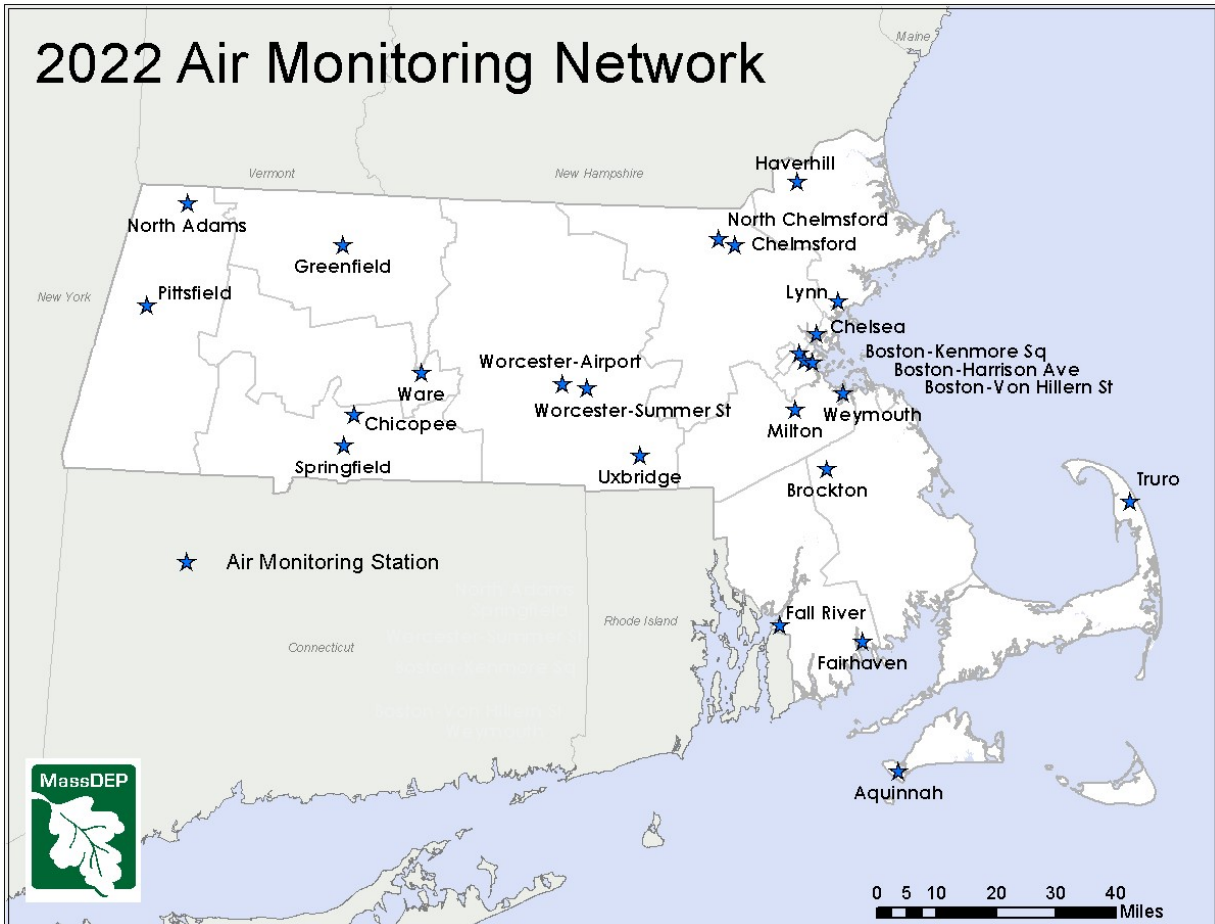 2022 Air Monitoring Network
Maine
Vermont
New Hampshire
Haverhill
North Adams
North Chelmsford
Chelmsford
Greenfield
New York
Pittsfield
Lynn
Chelsea
Boston-Kenmore Sq
Boston-Harrison Ave
Boston-Von Hillern St
Worcester-Airport
Ware
Worcester-Summer St
Weymouth
Chicopee
Milton
Springfield
Uxbridge
Brockton
Truro
Air Monitoring Station
Fall River
Rhode Island
Connecticut
Fairhaven
MassDEP
Aquinnah
0 5 10 20 30 40
Miles